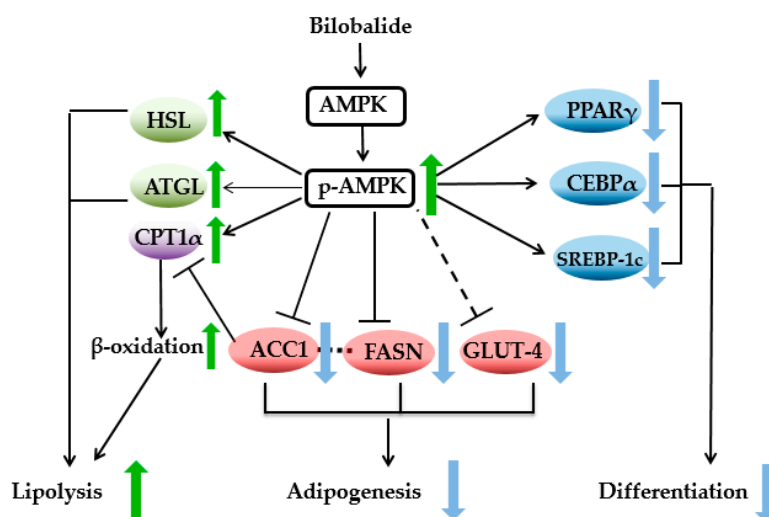 Bilobalide
AMPK
HSL
PPARγ
ATGL
p-AMPK
CEBPα
CPT1α
SREBP-1c
β-oxidation
ACC1
FASN
GLUT-4
Lipolysis
Adipogenesis
Differentiation